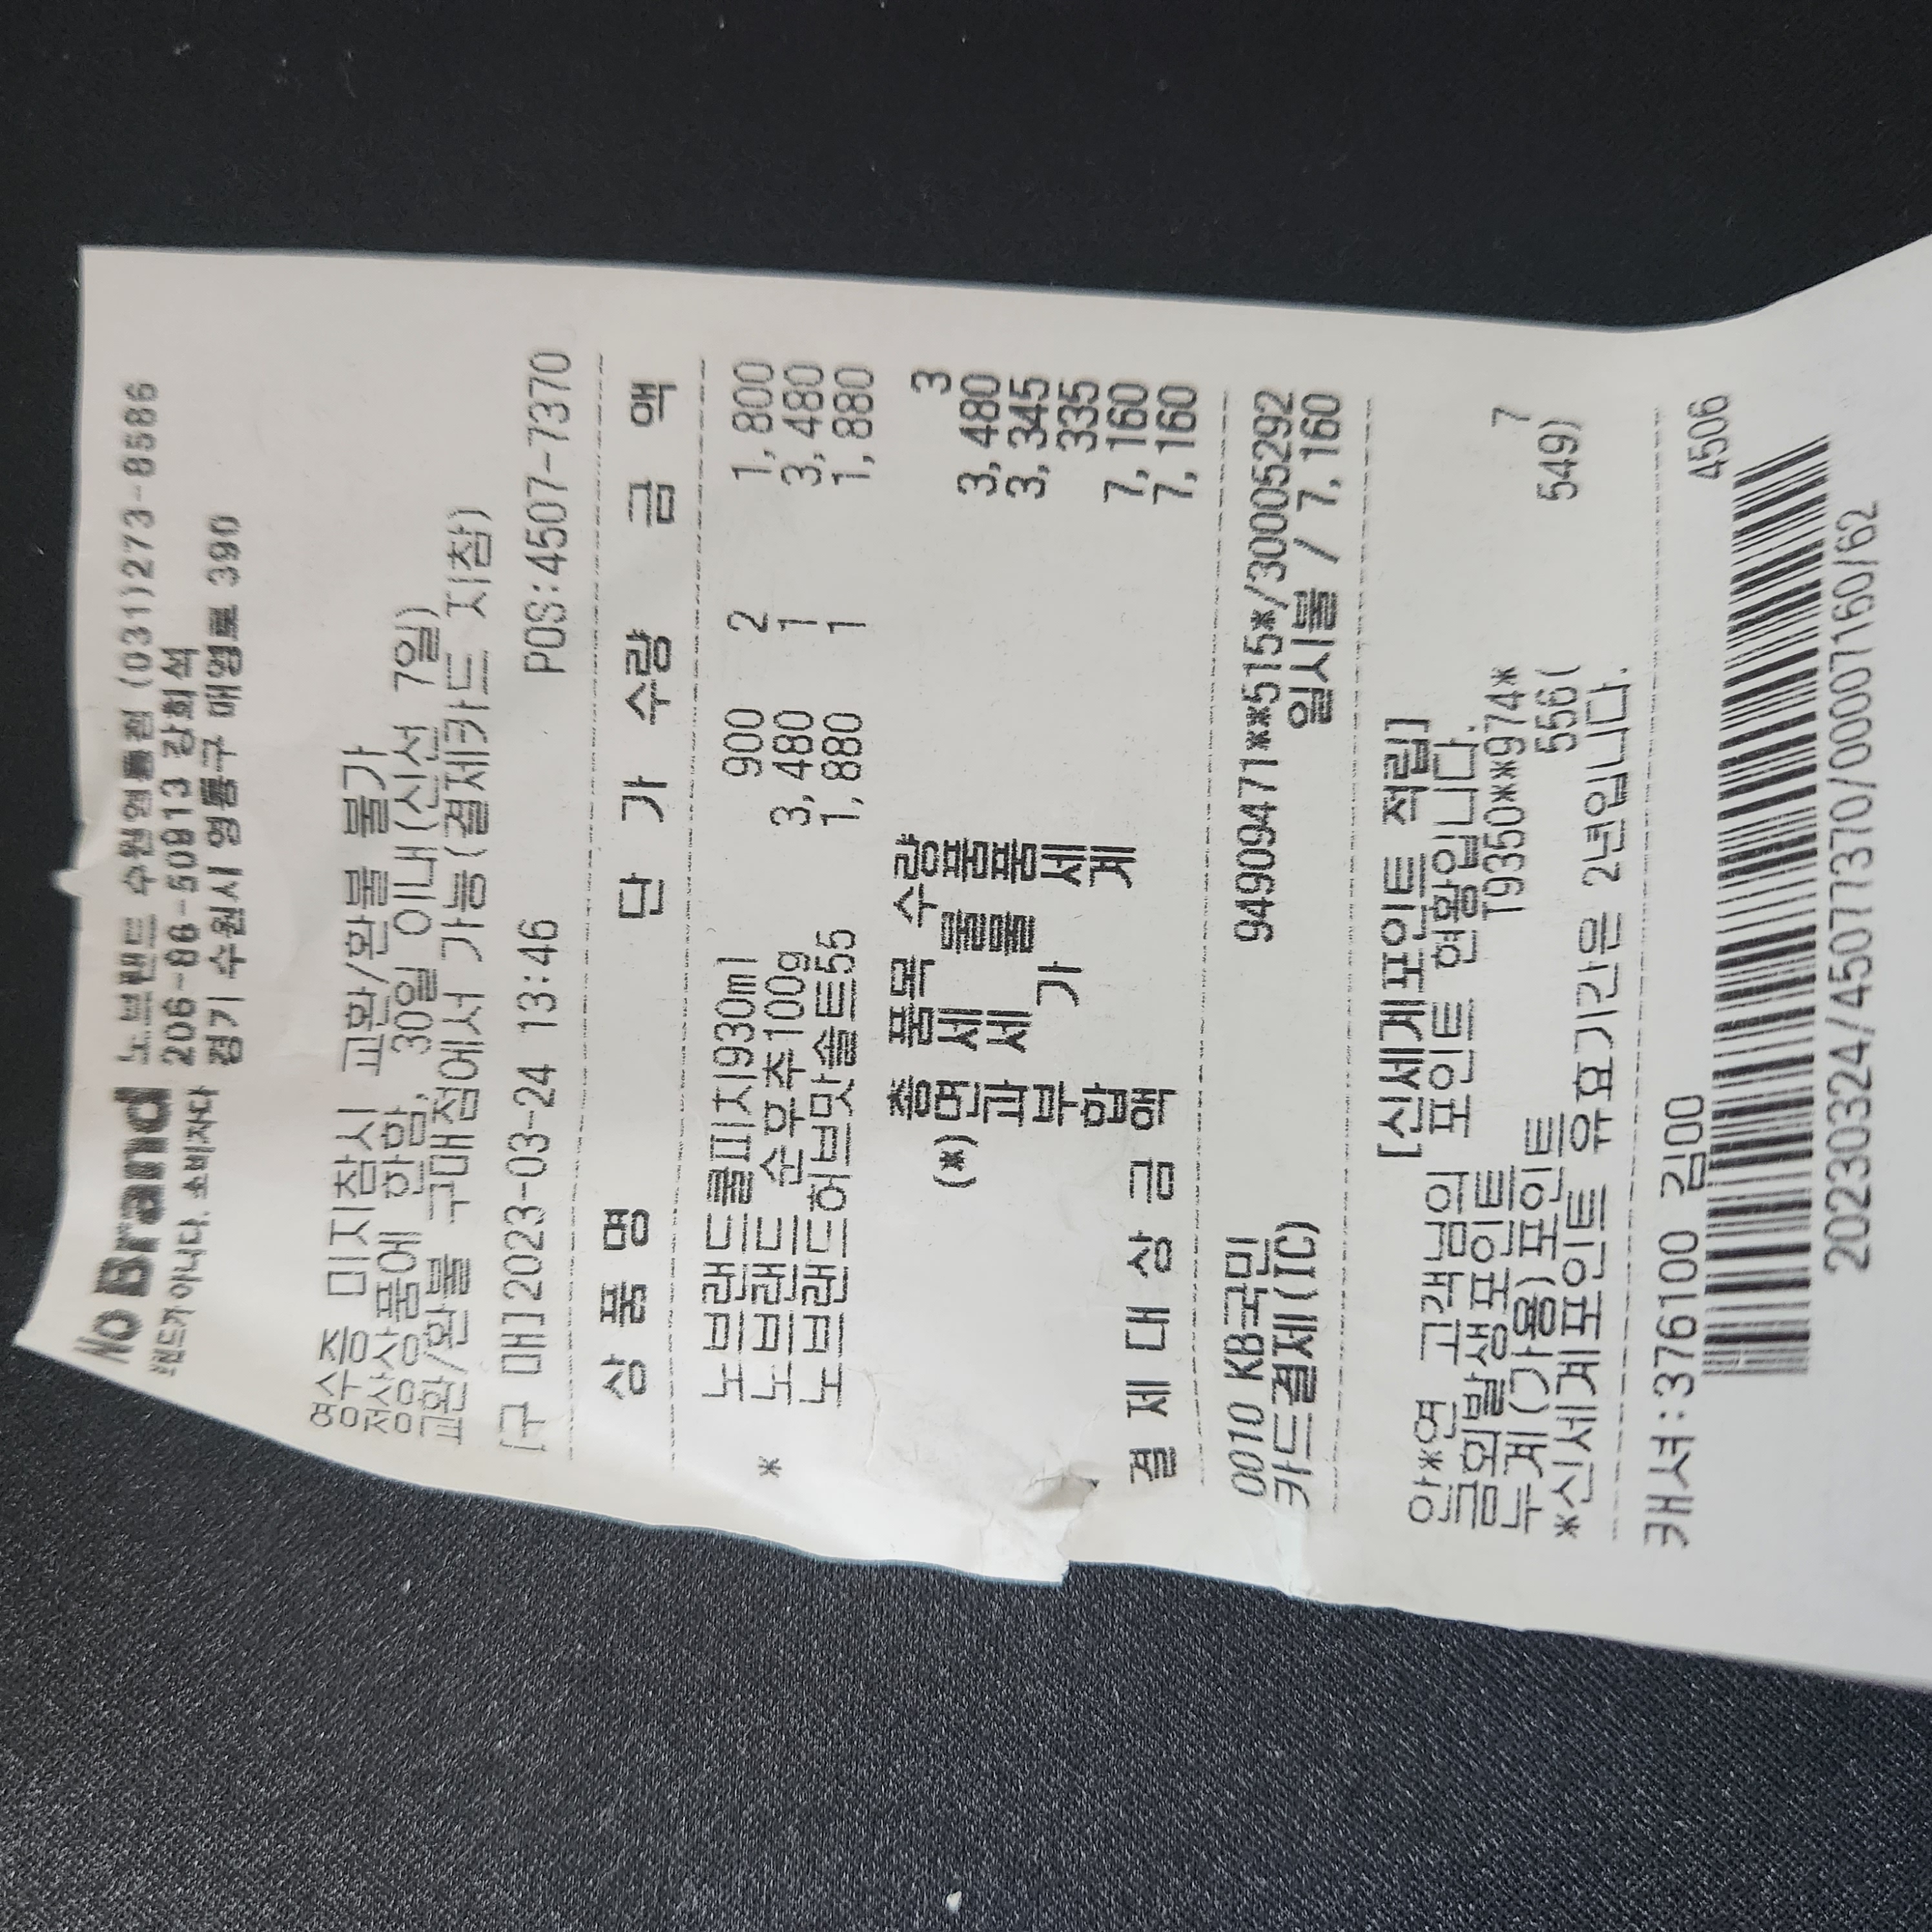 No Brand
브랜드가 아니다. 소비자다
노브랜드 수원영통점 (031)273-8586
206-86-50913 강희석
경기 수원시 영통구 매영로 390
영수증 미지참시 교환/환불 불가
정상상품에 한함, 30일 이내(신선 7일)
교환/환불 구매점에서 가능(결제카드 지참)
[구 매]2023-03-24 13:46 POS:4507-7370
상 품 명 단 가 수량 금 액
노브랜드쿨피치930ml 900 2 1,800
* 노브랜드 순후추100g 3,480 1 3,480
노브랜드허브맛솔트55 1,880 1 1,880
총 품목 수량 3
(*)면 세 물 품 3,480
과 세 물 품 3,345
부 가 세 335
합 계 7,160
결 제 대 상 금 액 7,160
0010 KB국민 94909471**515*/30005292
카드결제(IC) 일시불 / 7,160
[신세계포인트 적립]
안*연 고객님의 포인트 현황입니다.
금회발생포인트 T9350**974* 7
누계(가용)포인트 556( 549)
*신세계포인트 유효기간은 2년입니다.
캐셔:376100 김00 4506
20230324/45077370/00007160/62